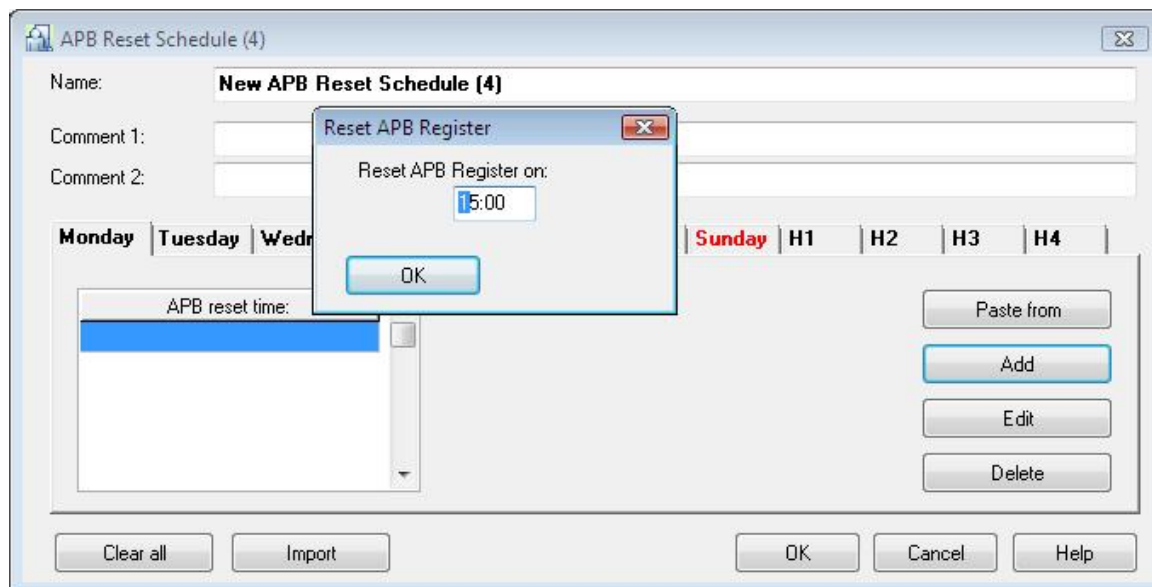 APB Reset Schedule (4)
Name: New APB Reset Schedule (4)
Reset APB Register
Comment 1:
Reset APB Register on:
Comment 2:
15:00
Monday Tuesday Wedr Sunday H1 H2 H3 H4
OK
APB reset time:
Paste from
Add
Edit
Delete
Clear all Import OK Cancel Help